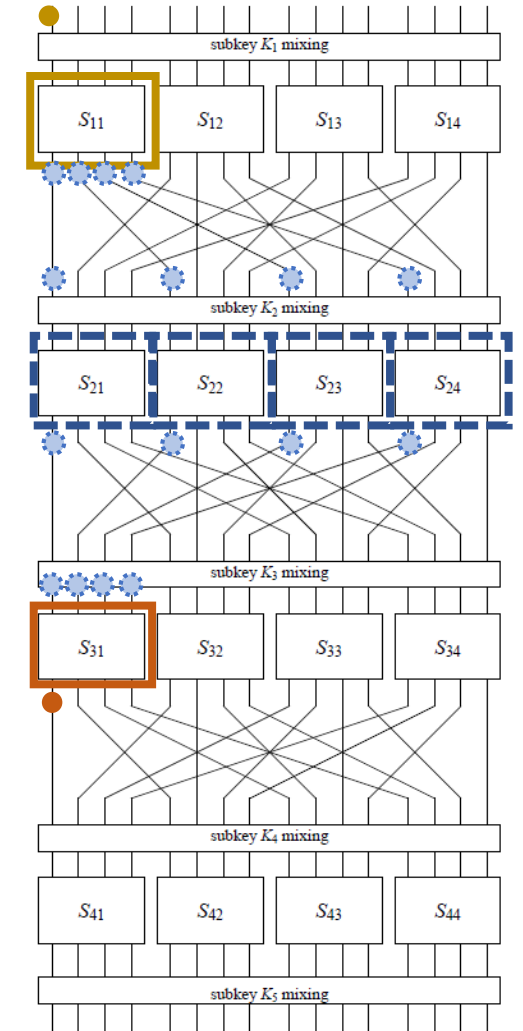 subkey K₁ mixing
S₁₁ S₁₂ S₁₃ S₁₄
subkey K₂ mixing
S₂₁ S₂₂ S₂₃ S₂₄
subkey K₃ mixing
S₃₁ S₃₂ S₃₃ S₃₄
subkey K₄ mixing
S₄₁ S₄₂ S₄₃ S₄₄
subkey K₅ mixing